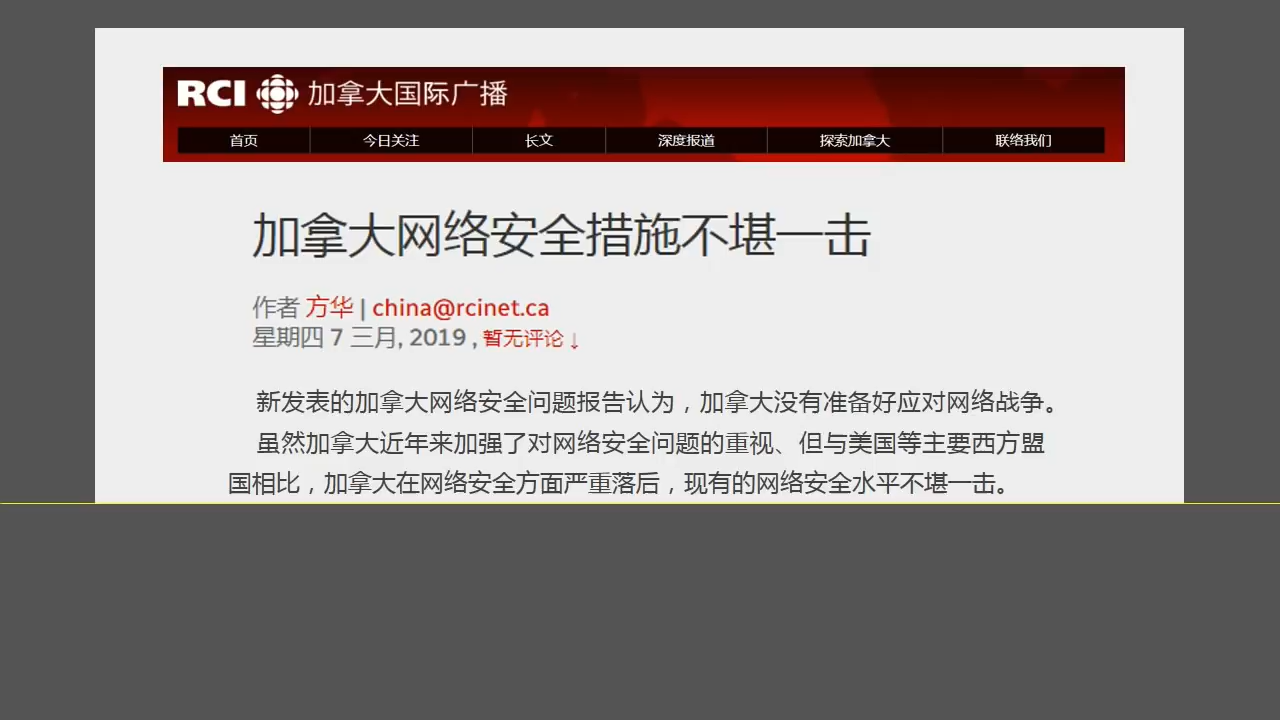 RCI 加拿大国际广播
首页 今日关注 长文 深度报道 探索加拿大 联络我们
加拿大网络安全措施不堪一击
作者 方华 | china@rcinet.ca
星期四 7 三月, 2019 , 暂无评论 ↓
新发表的加拿大网络安全问题报告认为，加拿大没有准备好应对网络战争。
虽然加拿大近年来加强了对网络安全问题的重视、但与美国等主要西方盟
国相比，加拿大在网络安全方面严重落后，现有的网络安全水平不堪一击。